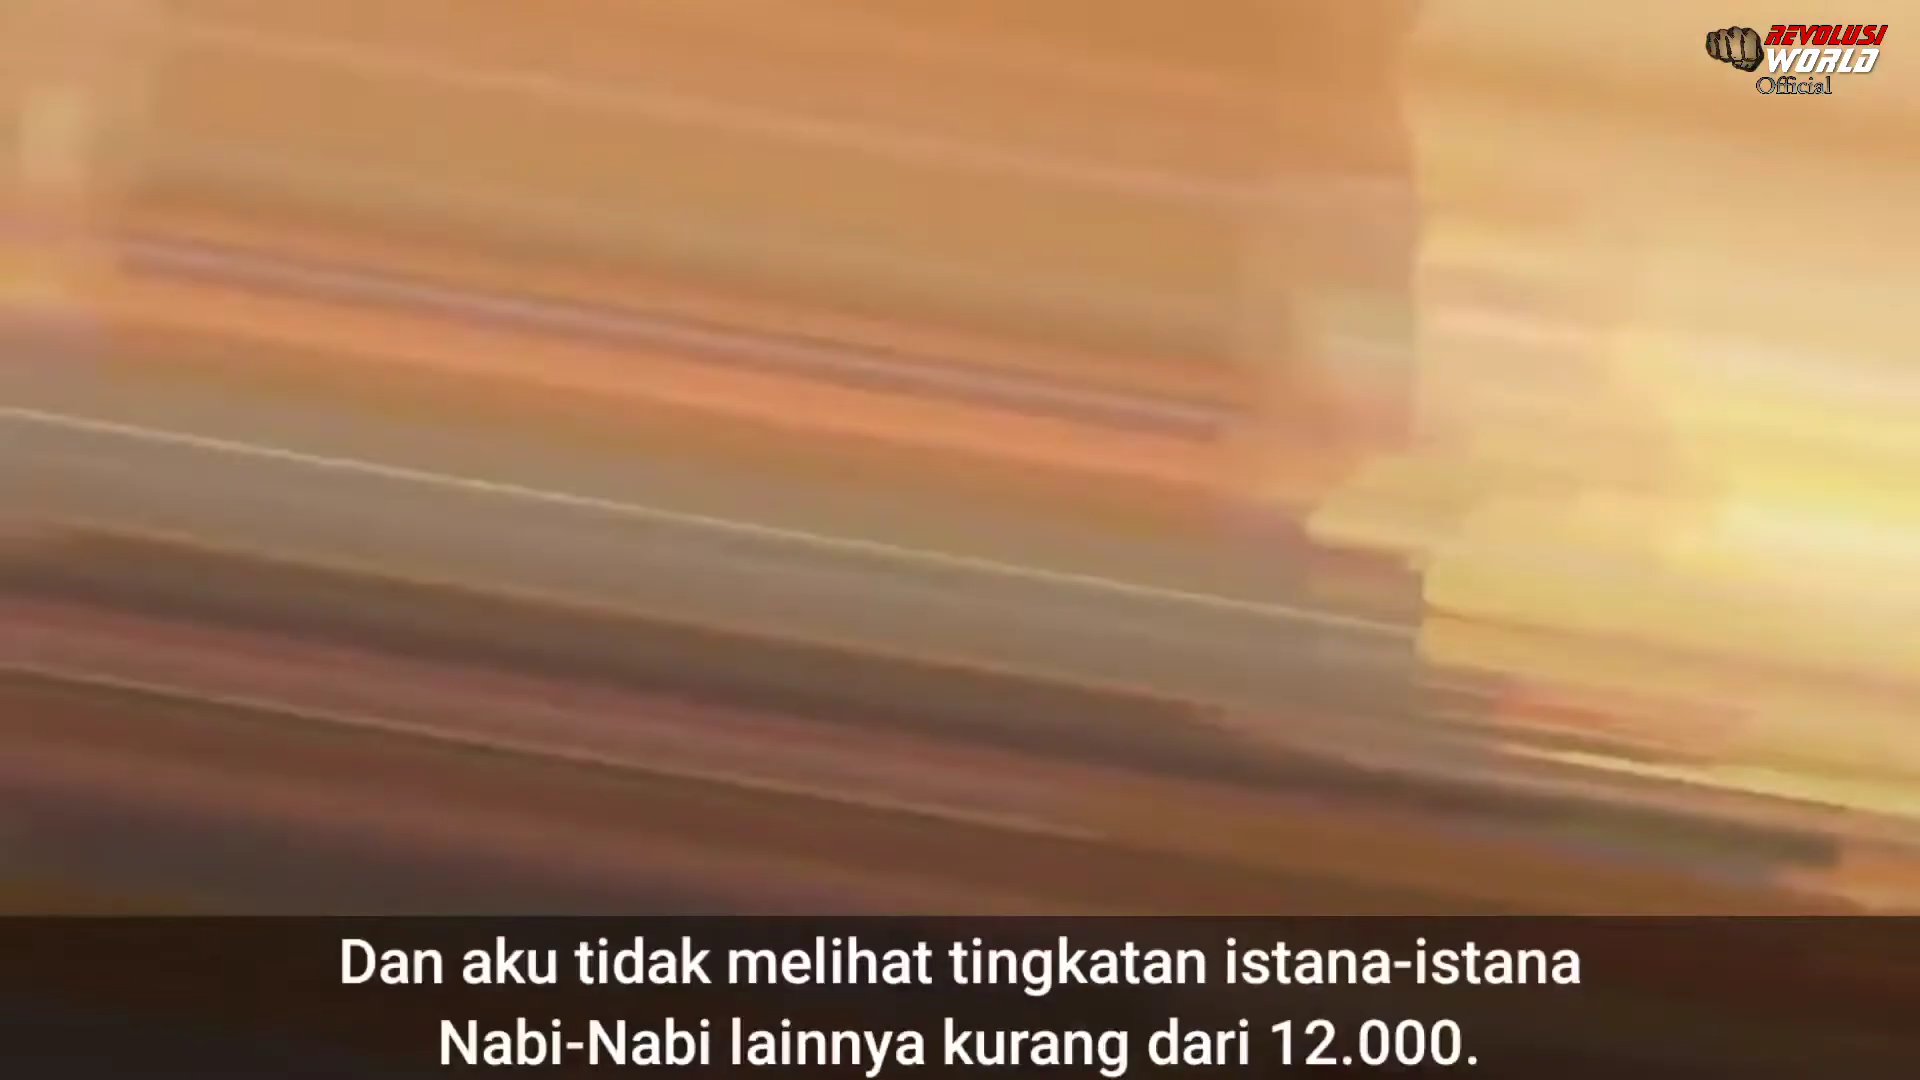 REVOLUSI
WORLD
Official
Dan aku tidak melihat tingkatan istana-istana
Nabi-Nabi lainnya kurang dari 12.000.